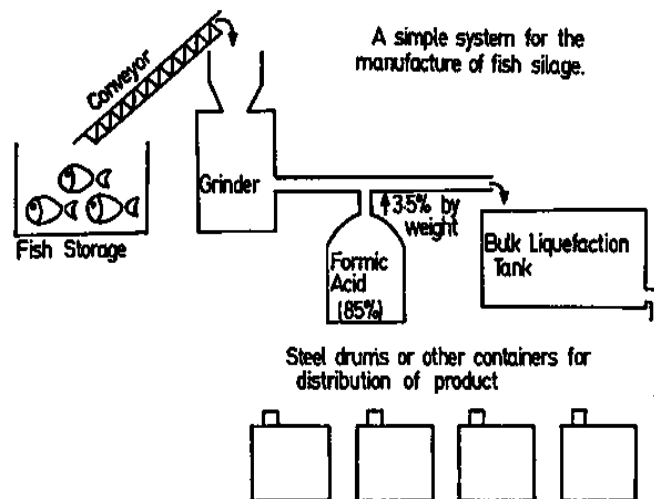 A simple system for the
manufacture of fish silage.
Conveyor
Grinder
Fish Storage
3·5% by
weight
Formic
Acid
(85%)
Bulk Liquefaction
Tank
Steel drums or other containers for
distribution of product